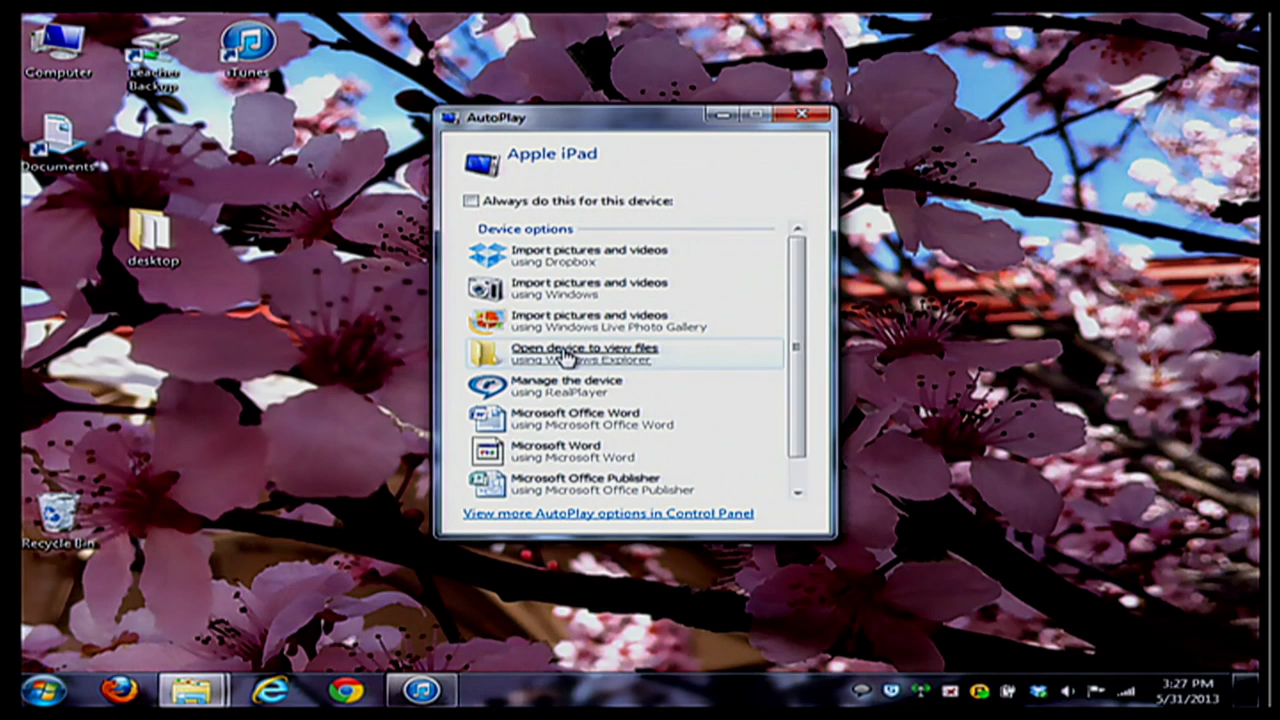 Computer
Teacher
Backup
iTunes
Documents
desktop
Recycle Bin
AutoPlay
Apple iPad
Always do this for this device:
Device options
Import pictures and videos
using Dropbox
Import pictures and videos
using Windows
Import pictures and videos
using Windows Live Photo Gallery
Open device to view files
using Windows Explorer
Manage the device
using RealPlayer
Microsoft Office Word
using Microsoft Office Word
Microsoft Word
using Microsoft Word
Microsoft Office Publisher
using Microsoft Office Publisher
View more AutoPlay options in Control Panel
3:27 PM
5/31/2013